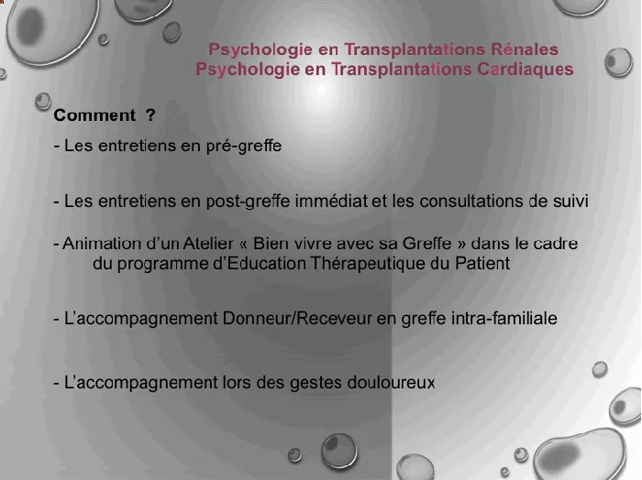 Psychologie en Transplantations Rénales
Psychologie en Transplantations Cardiaques
Comment ?
- Les entretiens en pré-greffe
- Les entretiens en post-greffe immédiat et les consultations de suivi
- Animation d'un Atelier « Bien vivre avec sa Greffe » dans le cadre
du programme d'Education Thérapeutique du Patient
- L'accompagnement Donneur/Receveur en greffe intra-familiale
- L'accompagnement lors des gestes douloureux